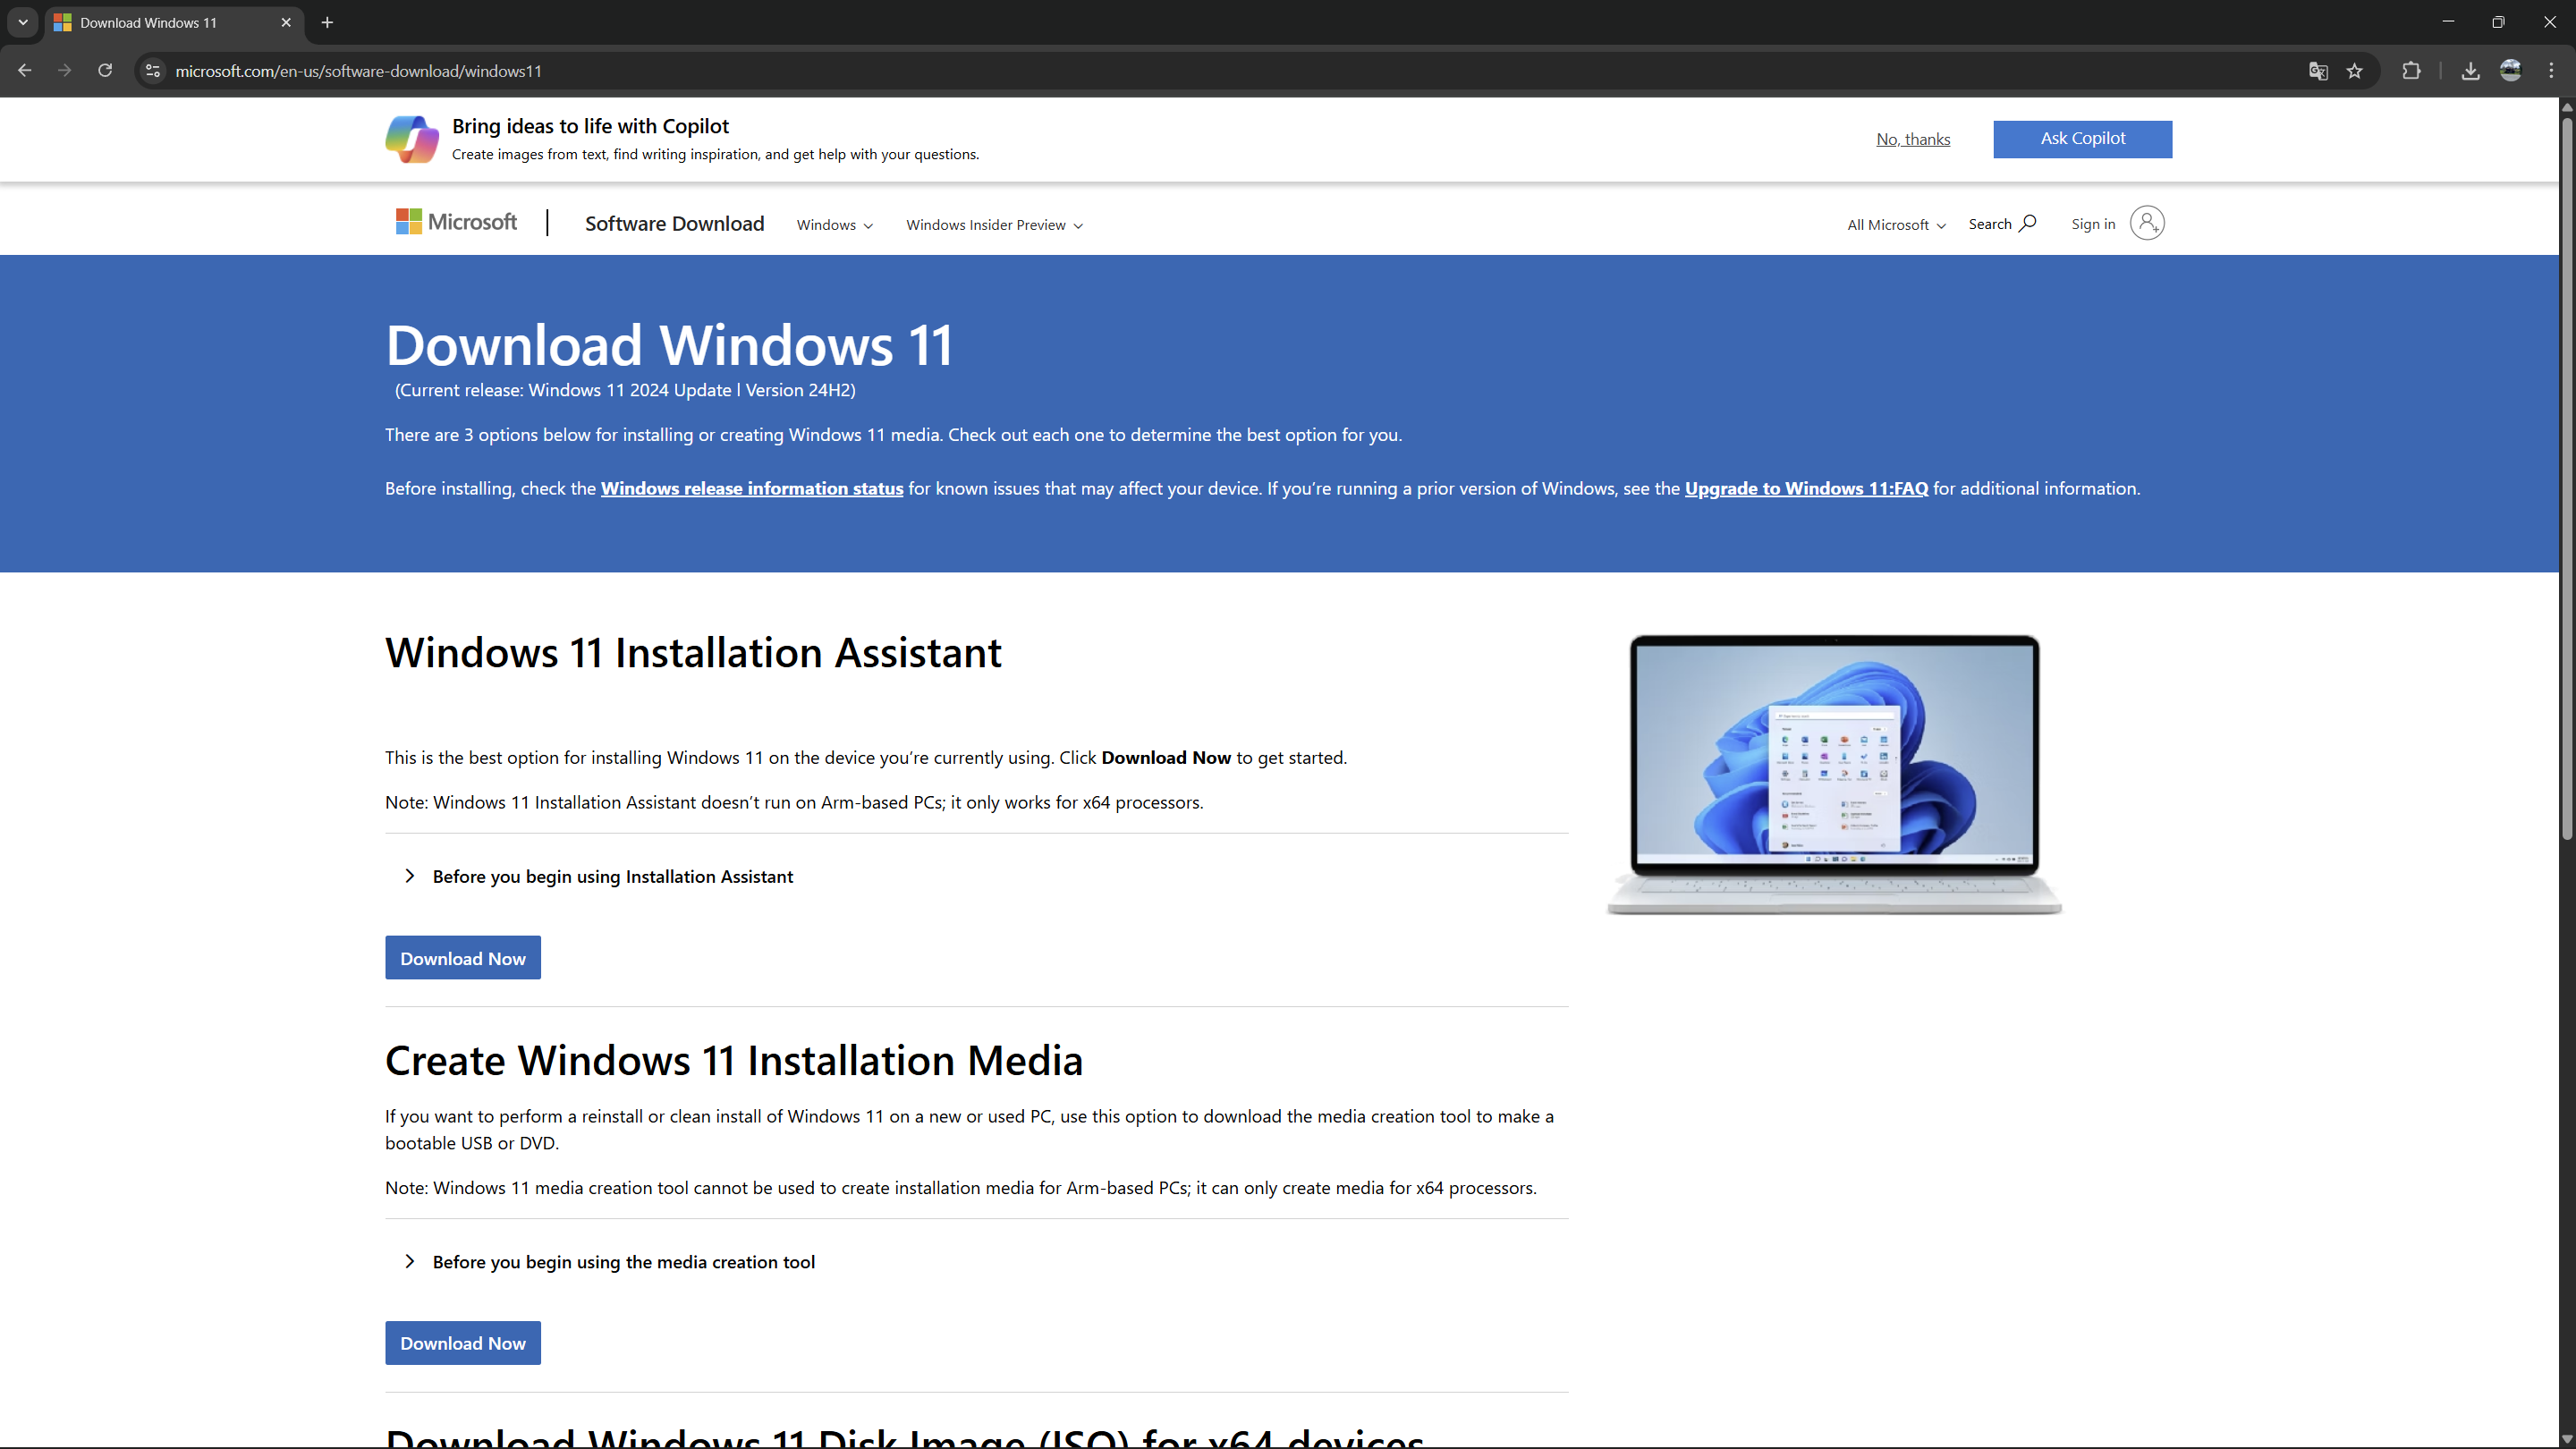 Download Windows 11
microsoft.com/en-us/software-download/windows11
Bring ideas to life with Copilot
Create images from text, find writing inspiration, and get help with your questions.
No, thanks
Ask Copilot
Microsoft
Software Download
Windows
Windows Insider Preview
All Microsoft
Search
Sign in
Download Windows 11
(Current release: Windows 11 2024 Update l Version 24H2)
There are 3 options below for installing or creating Windows 11 media. Check out each one to determine the best option for you.
Before installing, check the Windows release information status for known issues that may affect your device. If you’re running a prior version of Windows, see the Upgrade to Windows 11:FAQ for additional information.
Windows 11 Installation Assistant
This is the best option for installing Windows 11 on the device you’re currently using. Click Download Now to get started.
Note: Windows 11 Installation Assistant doesn’t run on Arm-based PCs; it only works for x64 processors.
Before you begin using Installation Assistant
Download Now
Create Windows 11 Installation Media
If you want to perform a reinstall or clean install of Windows 11 on a new or used PC, use this option to download the media creation tool to make a
bootable USB or DVD.
Note: Windows 11 media creation tool cannot be used to create installation media for Arm-based PCs; it can only create media for x64 processors.
Before you begin using the media creation tool
Download Now
Download Windows 11 Disk Image (ISO) for x64 devices